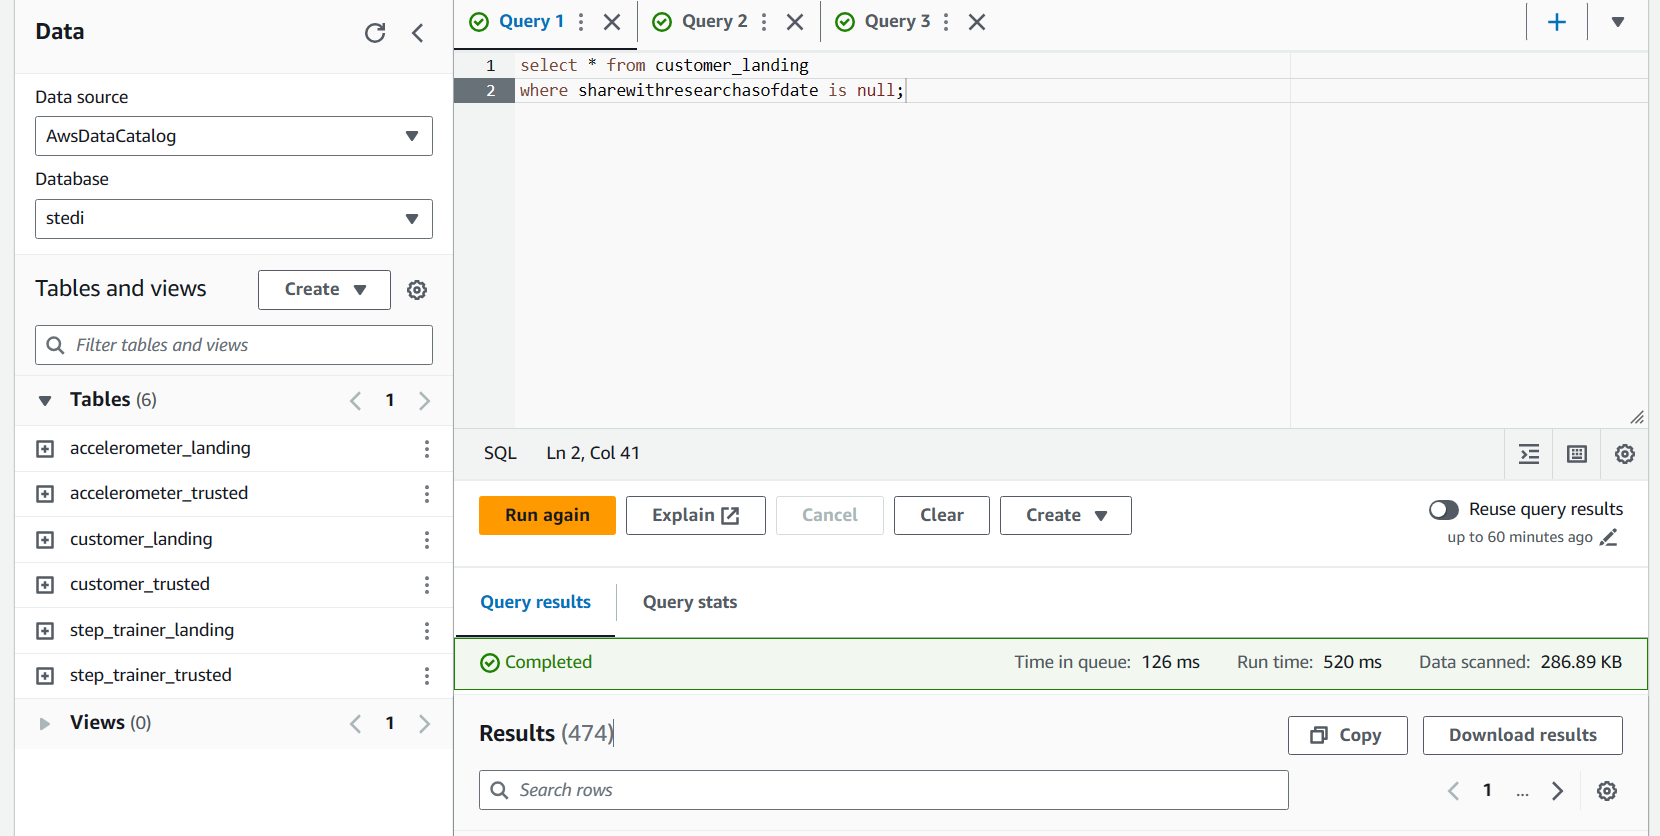 Data
Data source
AwsDataCatalog
Database
stedi
Tables and views
Create
Filter tables and views
Tables (6)
1
accelerometer_landing
accelerometer_trusted
customer_landing
customer_trusted
step_trainer_landing
step_trainer_trusted
Views (0)
1
Query 1
Query 2
Query 3
1 select * from customer_landing
2 where sharewithresearchasofdate is null;
SQL Ln 2, Col 41
Run again
Explain
Cancel
Clear
Create
Reuse query results
up to 60 minutes ago
Query results
Query stats
Completed
Time in queue: 126 ms
Run time: 520 ms
Data scanned: 286.89 KB
Results (474)
Copy
Download results
Search rows
1 ...